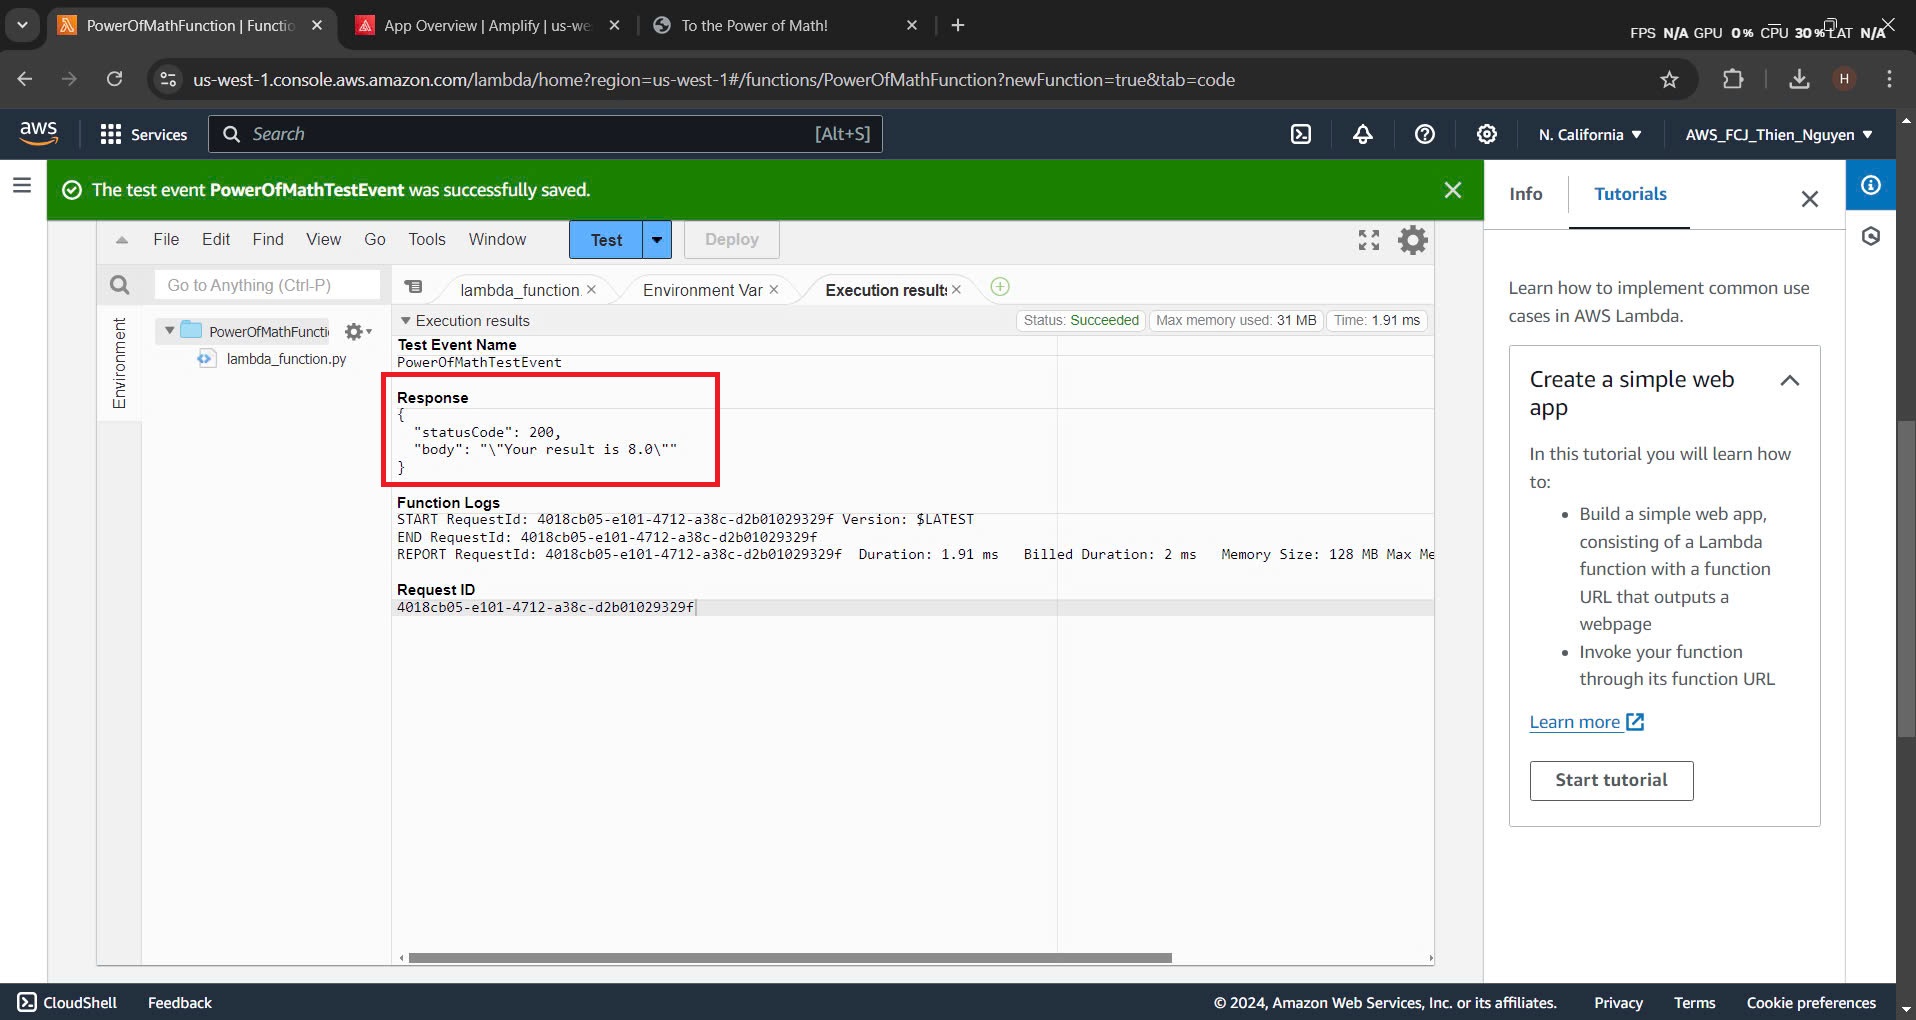 PowerOfMathFunction | Functio
App Overview | Amplify | us-we
To the Power of Math!
FPS N/A GPU 0% CPU 30% LAT N/A
us-west-1.console.aws.amazon.com/lambda/home?region=us-west-1#/functions/PowerOfMathFunction?newFunction=true&tab=code
H
aws
Services
Search
[Alt+S]
N. California
AWS_FCJ_Thien_Nguyen
The test event PowerOfMathTestEvent was successfully saved.
Info
Tutorials
File Edit Find View Go Tools Window
Test
Deploy
Go to Anything (Ctrl-P)
lambda_function.
Environment Var
Execution results
Environment
PowerOfMathFuncti
lambda_function.py
Execution results
Status: Succeeded
Max memory used: 31 MB
Time: 1.91 ms
Test Event Name
PowerOfMathTestEvent
Response
{
"statusCode": 200,
"body": "\"Your result is 8.0\""
}
Function Logs
START RequestId: 4018cb05-e101-4712-a38c-d2b01029329f Version: $LATEST
END RequestId: 4018cb05-e101-4712-a38c-d2b01029329f
REPORT RequestId: 4018cb05-e101-4712-a38c-d2b01029329f Duration: 1.91 ms Billed Duration: 2 ms Memory Size: 128 MB Max Me
Request ID
4018cb05-e101-4712-a38c-d2b01029329f
Learn how to implement common use
cases in AWS Lambda.
Create a simple web
app
In this tutorial you will learn how
to:
• Build a simple web app,
consisting of a Lambda
function with a function
URL that outputs a
webpage
• Invoke your function
through its function URL
Learn more
Start tutorial
CloudShell
Feedback
© 2024, Amazon Web Services, Inc. or its affiliates.
Privacy
Terms
Cookie preferences